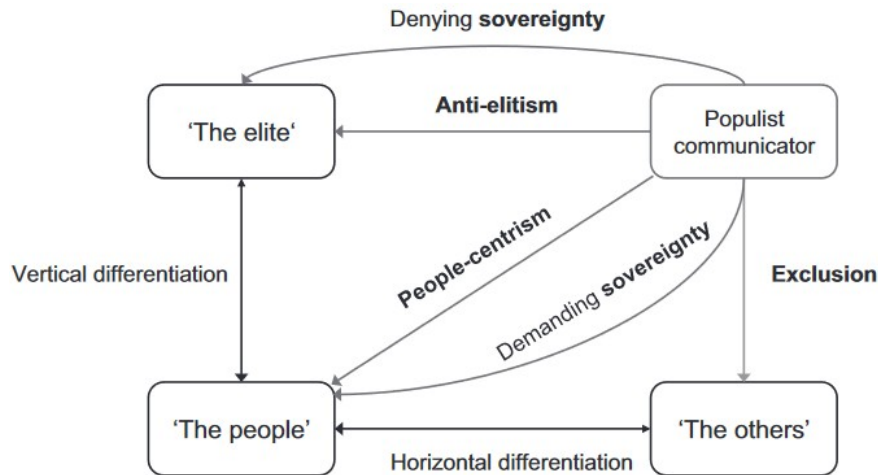 Denying sovereignty
‘The elite‘
Anti-elitism
Populist
communicator
People-centrism
Demanding sovereignty
Vertical differentiation
Exclusion
‘The people’
‘The others’
Horizontal differentiation